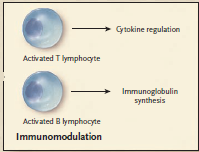 Cytokine regulation
Activated T lymphocyte
Immunoglobulin
synthesis
Activated B lymphocyte
Immunomodulation